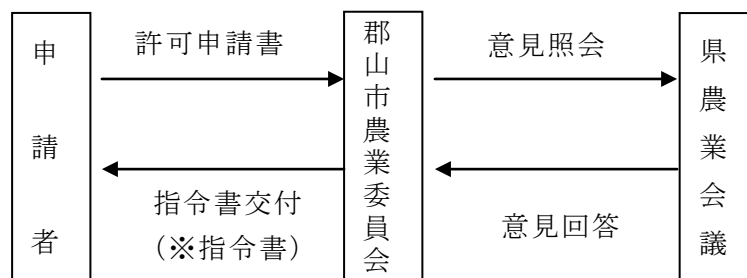 申請者
許可申請書
郡山市農業委員会
意見照会
県農業会議
指令書交付
（※指令書）
意見回答